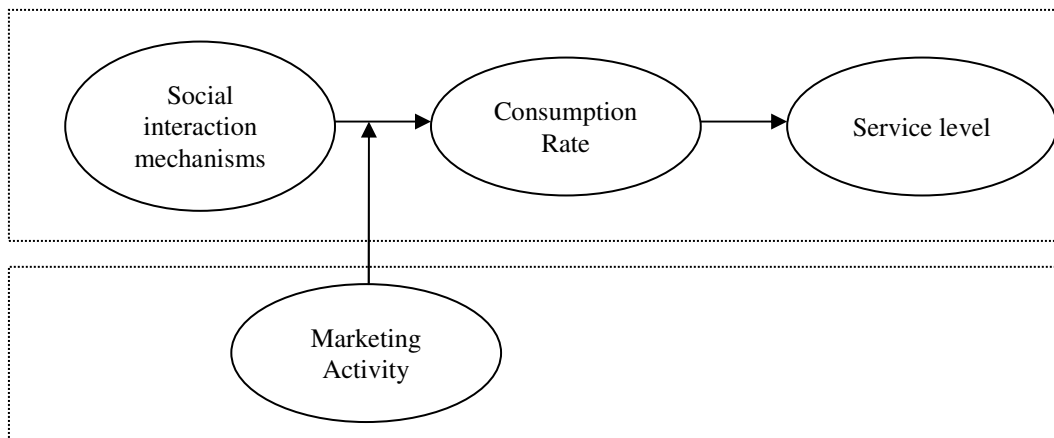 Social
interaction
mechanisms
Consumption
Rate
Service level
Marketing
Activity